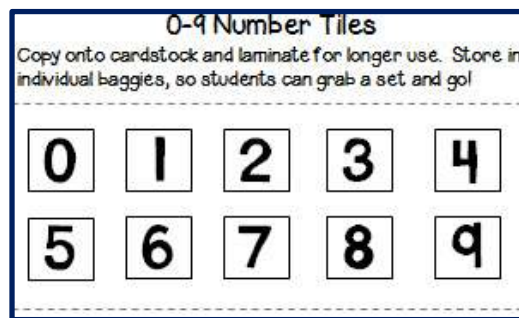 0-9 Number Tiles
Copy onto cardstock and laminate for longer use. Store in
individual baggies, so students can grab a set and go!
0 1 2 3 4
5 6 7 8 9